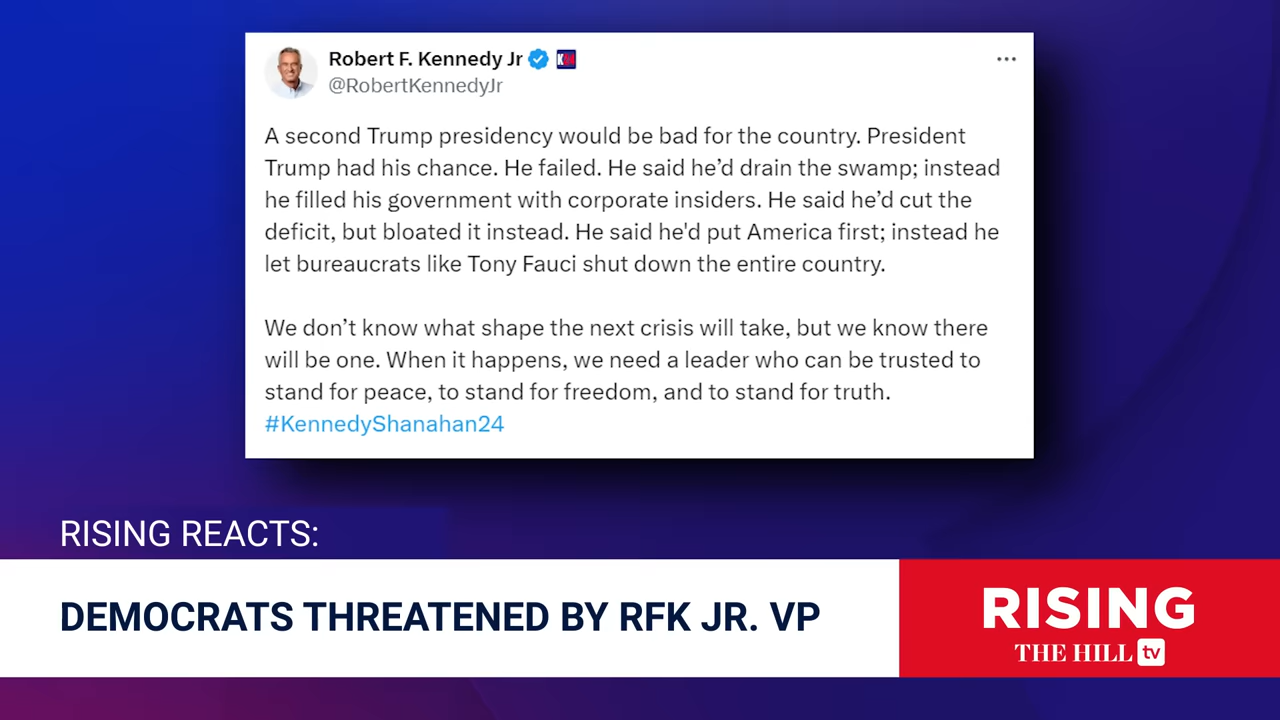 Robert F. Kennedy Jr
@RobertKennedyJr
A second Trump presidency would be bad for the country. President
Trump had his chance. He failed. He said he’d drain the swamp; instead
he filled his government with corporate insiders. He said he’d cut the
deficit, but bloated it instead. He said he'd put America first; instead he
let bureaucrats like Tony Fauci shut down the entire country.
We don’t know what shape the next crisis will take, but we know there
will be one. When it happens, we need a leader who can be trusted to
stand for peace, to stand for freedom, and to stand for truth.
#KennedyShanahan24
RISING REACTS:
DEMOCRATS THREATENED BY RFK JR. VP
RISING
THE HILL tv